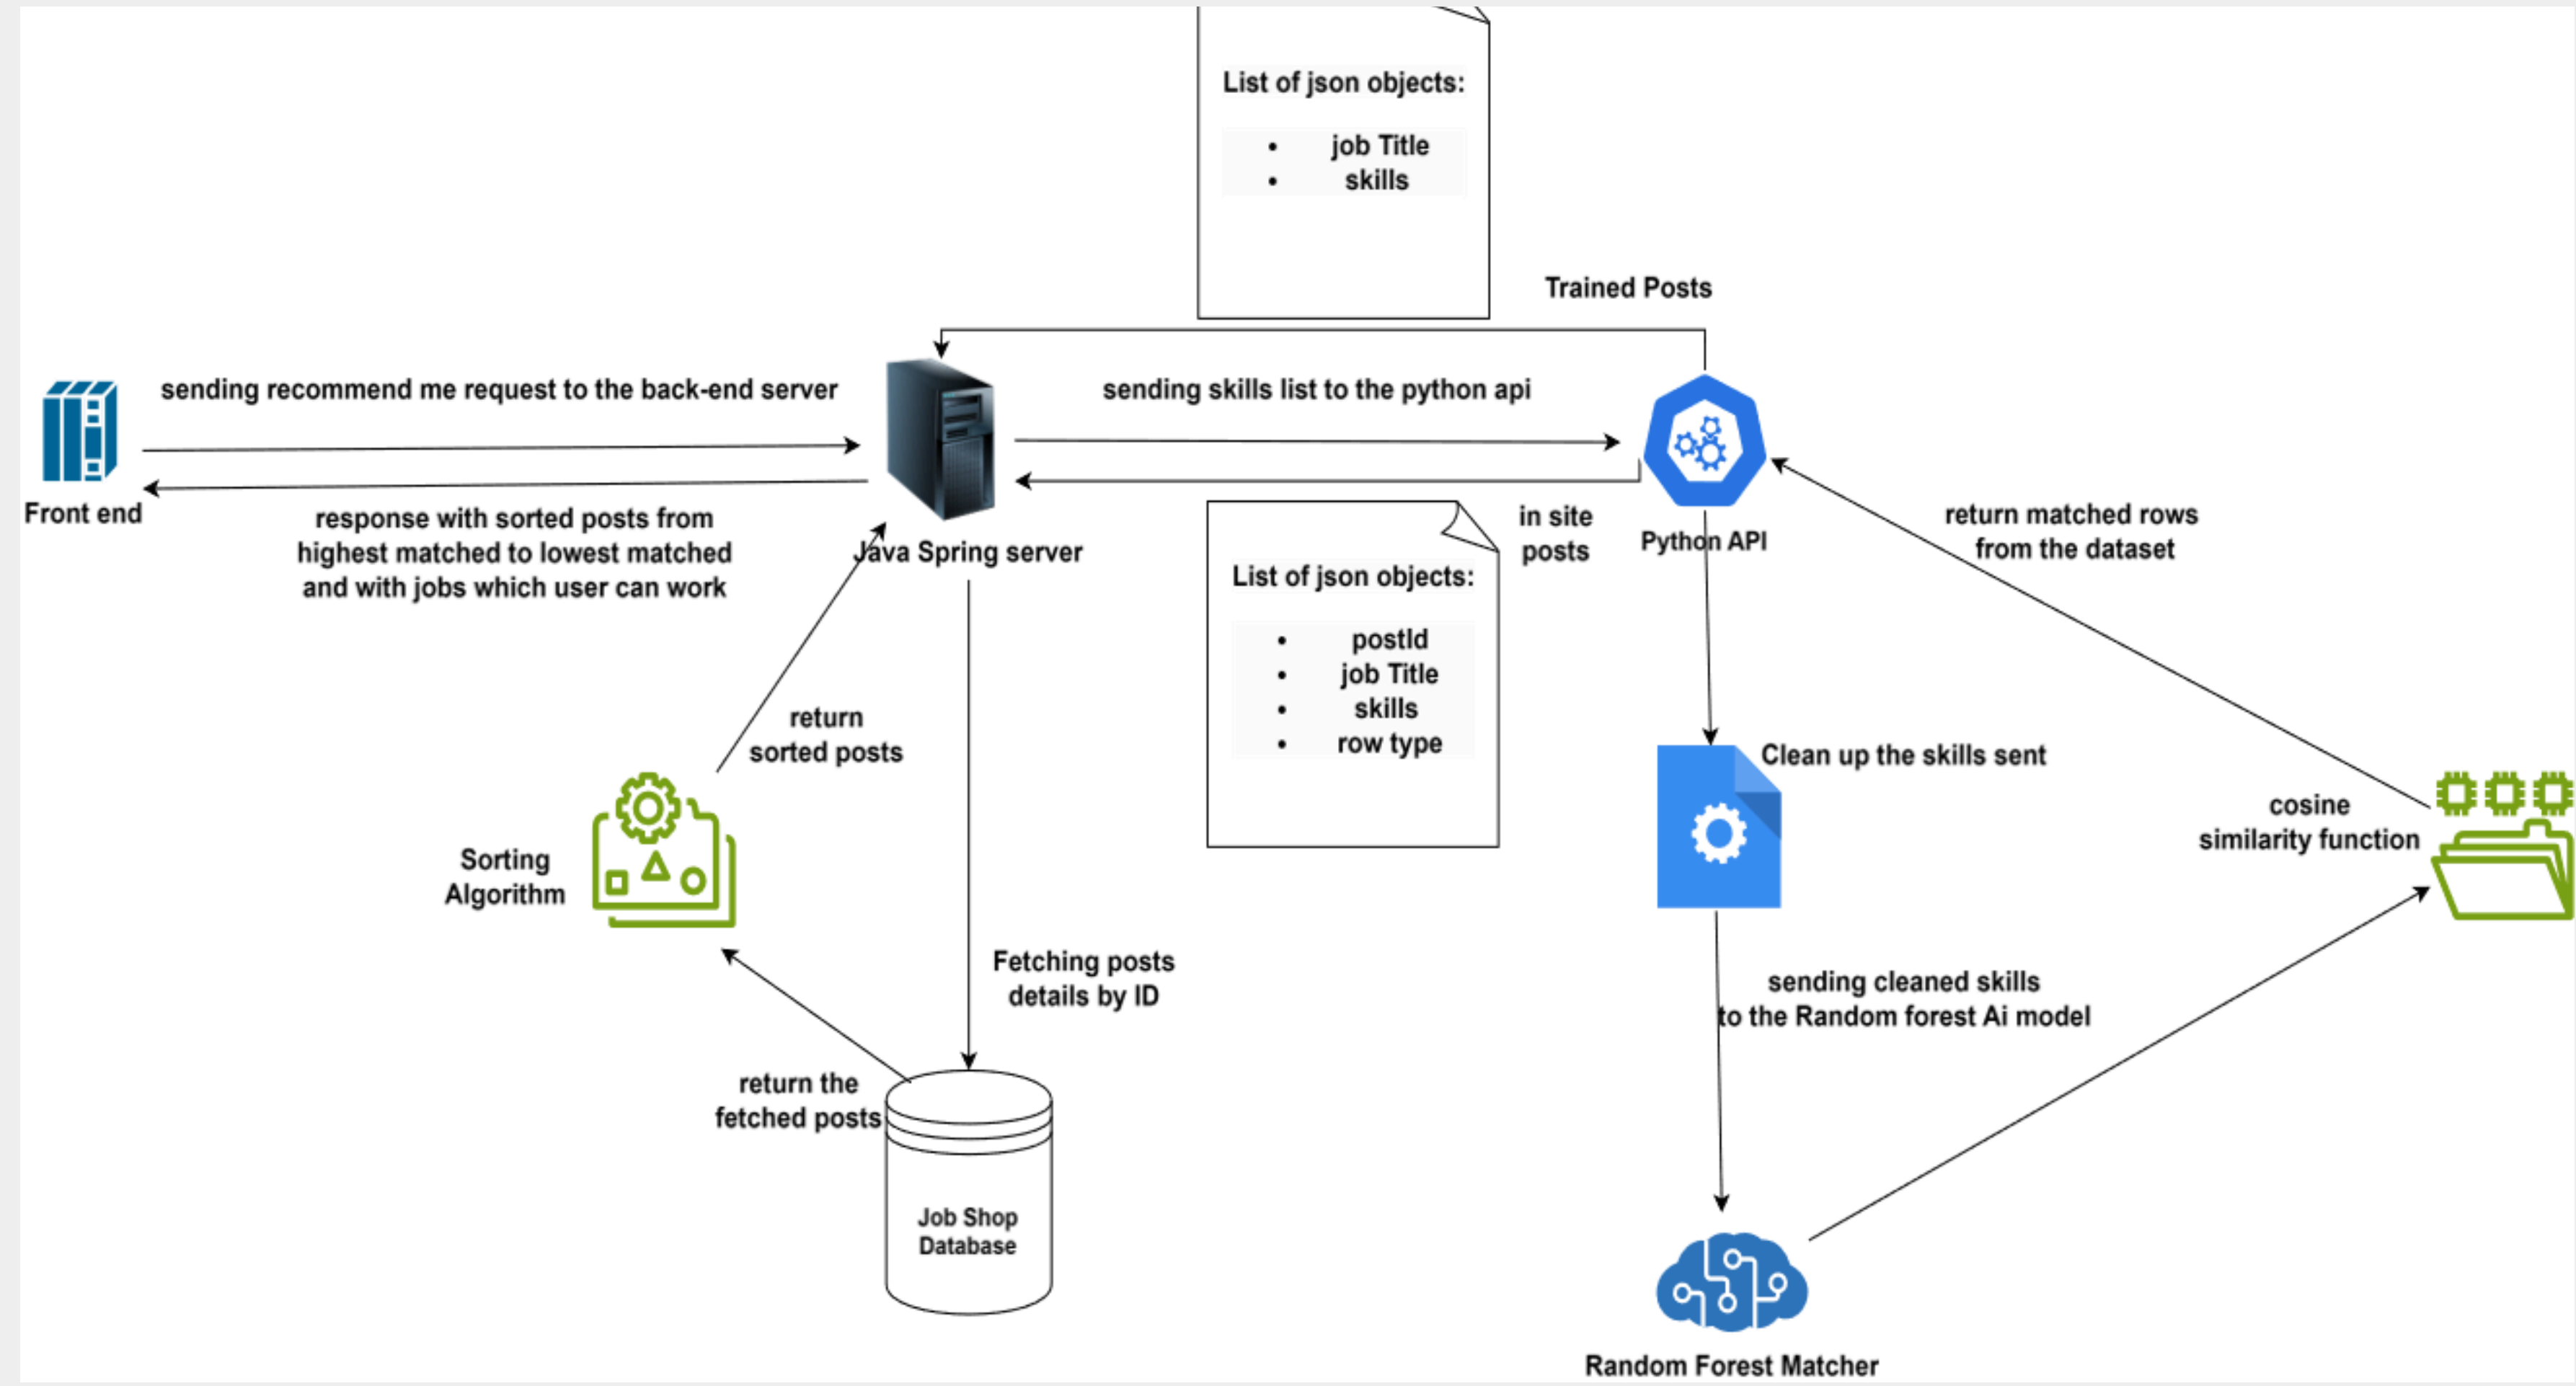 List of json objects:
• job Title
• skills
Trained Posts
sending recommend me request to the back-end server
sending skills list to the python api
Front end
response with sorted posts from
highest matched to lowest matched
and with jobs which user can work
Java Spring server
in site
posts
Python API
return matched rows
from the dataset
List of json objects:
• postId
• job Title
• skills
• row type
return
sorted posts
Clean up the skills sent
cosine
similarity function
Sorting
Algorithm
Fetching posts
details by ID
sending cleaned skills
to the Random forest Ai model
return the
fetched posts
Job Shop
Database
Random Forest Matcher